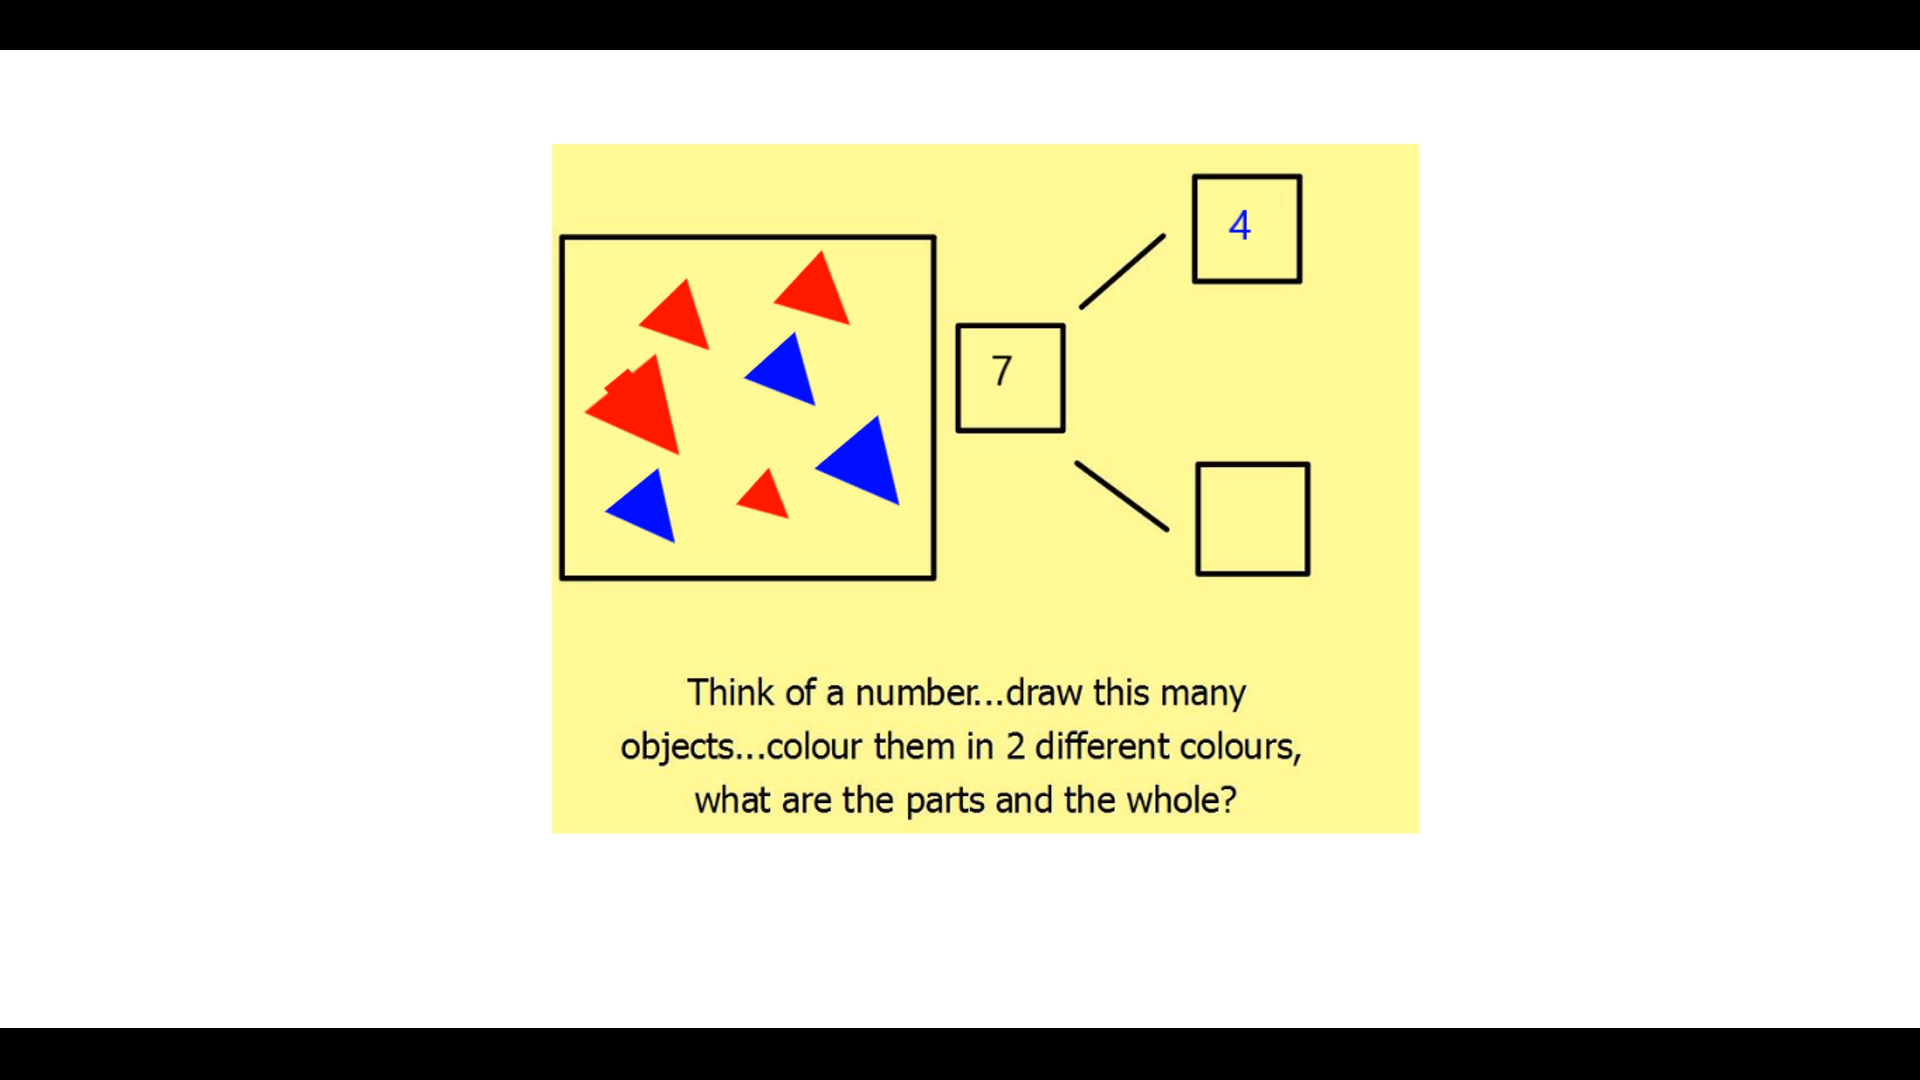 4
7
Think of a number...draw this many
objects...colour them in 2 different colours,
what are the parts and the whole?